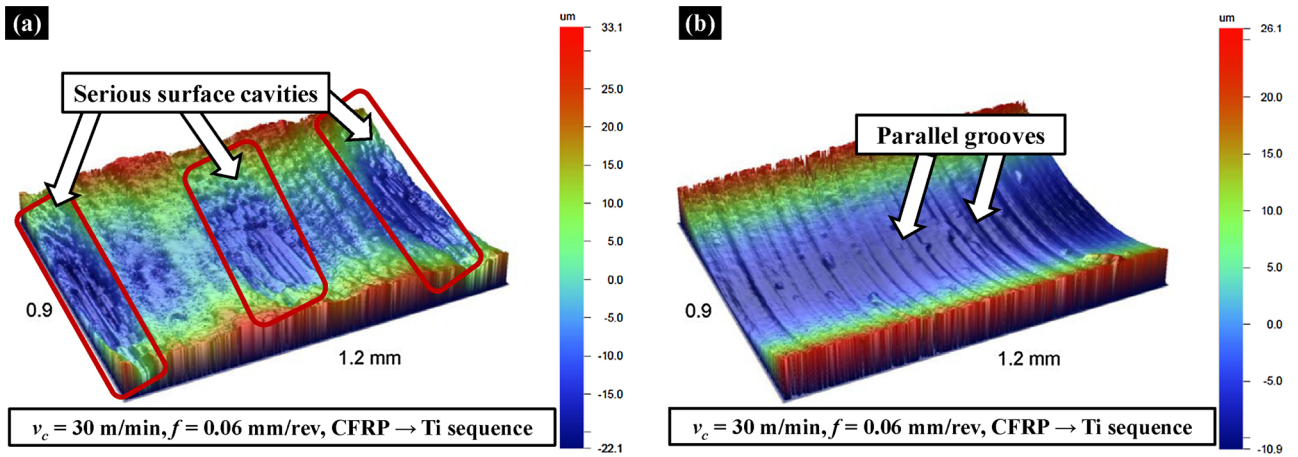 (a)
um
33.1
25.0
20.0
15.0
10.0
5.0
0.0
-5.0
-10.0
-15.0
-22.1
Serious surface cavities
0.9
1.2 mm
v_c = 30 m/min, f = 0.06 mm/rev, CFRP → Ti sequence
(b)
um
26.1
20.0
15.0
10.0
5.0
0.0
-5.0
-10.9
Parallel grooves
0.9
1.2 mm
v_c = 30 m/min, f = 0.06 mm/rev, CFRP → Ti sequence